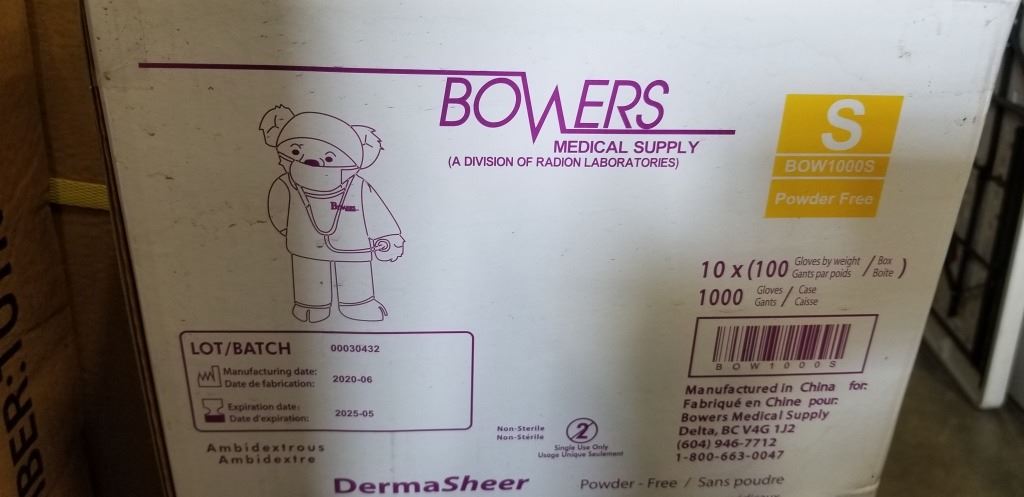 BOWERS
MEDICAL SUPPLY
(A DIVISION OF RADION LABORATORIES)
S
BOW1000S
Powder Free
10 x (100 Gloves by weight / Box
Gants par poids / Boite )
1000 Gloves / Case
Gants / Caisse
BOW1000S
LOT/BATCH 00030432
Manufacturing date:
Date de fabrication: 2020-06
Expiration date:
Date d'expiration: 2025-05
Ambidextrous
Ambidextre
Non-Sterile
Non-Stérile
2
Single Use Only
Usage Unique Seulement
Manufactured in China for:
Fabriqué en Chine pour:
Bowers Medical Supply
Delta, BC V4G 1J2
(604) 946-7712
1-800-663-0047
DermaSheer
Powder - Free / Sans poudre